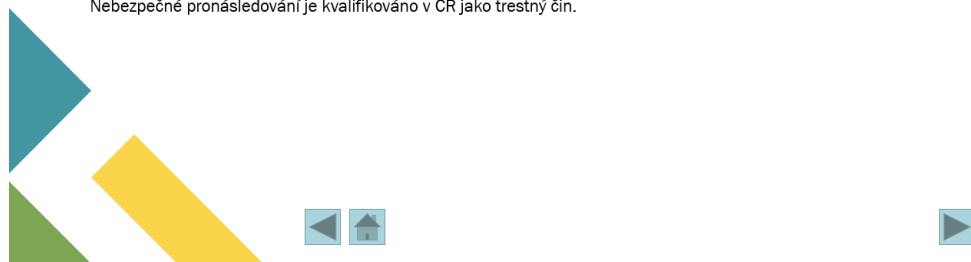 Nebezpečné pronásledování je kvalifikováno v ČR jako trestný čin.